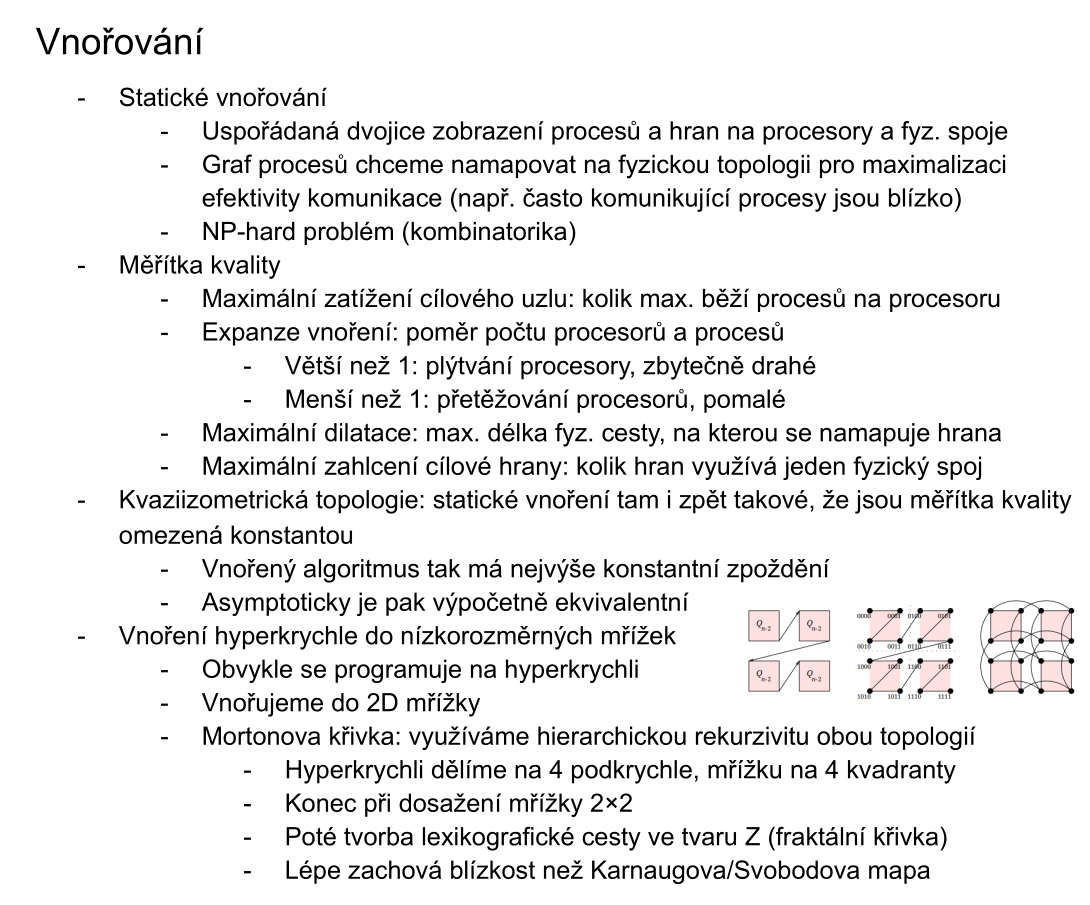 Vnořování
- Statické vnořování
- Uspořádaná dvojice zobrazení procesů a hran na procesory a fyz. spoje
- Graf procesů chceme namapovat na fyzickou topologii pro maximalizaci
efektivity komunikace (např. často komunikující procesy jsou blízko)
- NP-hard problém (kombinatorika)
- Měřítka kvality
- Maximální zatížení cílového uzlu: kolik max. běží procesů na procesoru
- Expanze vnoření: poměr počtu procesorů a procesů
- Větší než 1: plýtvání procesory, zbytečně drahé
- Menší než 1: přetěžování procesorů, pomalé
- Maximální dilatace: max. délka fyz. cesty, na kterou se namapuje hrana
- Maximální zahlcení cílové hrany: kolik hran využívá jeden fyzický spoj
- Kvaziizometrická topologie: statické vnoření tam i zpět takové, že jsou měřítka kvality
omezená konstantou
- Vnořený algoritmus tak má nejvýše konstantní zpoždění
- Asymptoticky je pak výpočetně ekvivalentní
- Vnoření hyperkrychle do nízkorozměrných mřížek
- Obvykle se programuje na hyperkrychli
- Vnořujeme do 2D mřížky
- Mortonova křivka: využíváme hierarchickou rekurzivitu obou topologií
- Hyperkrychli dělíme na 4 podkrychle, mřížku na 4 kvadranty
- Konec při dosažení mřížky 2×2
- Poté tvorba lexikografické cesty ve tvaru Z (fraktální křivka)
- Lépe zachová blízkost než Karnaugova/Svobodova mapa
Qn-2 Qn-2
Qn-2 Qn-2
0000 0001 0100 0101
0010 0011 0110 0111
1000 1001 1100 1101
1010 1011 1110 1111